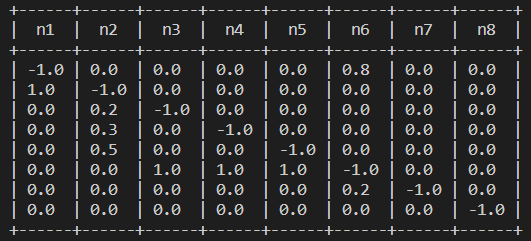 +------+------+------+------+------+------+------+------+
|  n1  |  n2  |  n3  |  n4  |  n5  |  n6  |  n7  |  n8  |
+------+------+------+------+------+------+------+------+
| -1.0 | 0.0  | 0.0  | 0.0  | 0.0  | 0.8  | 0.0  | 0.0  |
| 1.0  | -1.0 | 0.0  | 0.0  | 0.0  | 0.0  | 0.0  | 0.0  |
| 0.0  | 0.2  | -1.0 | 0.0  | 0.0  | 0.0  | 0.0  | 0.0  |
| 0.0  | 0.3  | 0.0  | -1.0 | 0.0  | 0.0  | 0.0  | 0.0  |
| 0.0  | 0.5  | 0.0  | 0.0  | -1.0 | 0.0  | 0.0  | 0.0  |
| 0.0  | 0.0  | 1.0  | 1.0  | 1.0  | -1.0 | 0.0  | 0.0  |
| 0.0  | 0.0  | 0.0  | 0.0  | 0.0  | 0.2  | -1.0 | 0.0  |
| 0.0  | 0.0  | 0.0  | 0.0  | 0.0  | 0.0  | 0.0  | -1.0 |
+------+------+------+------+------+------+------+------+